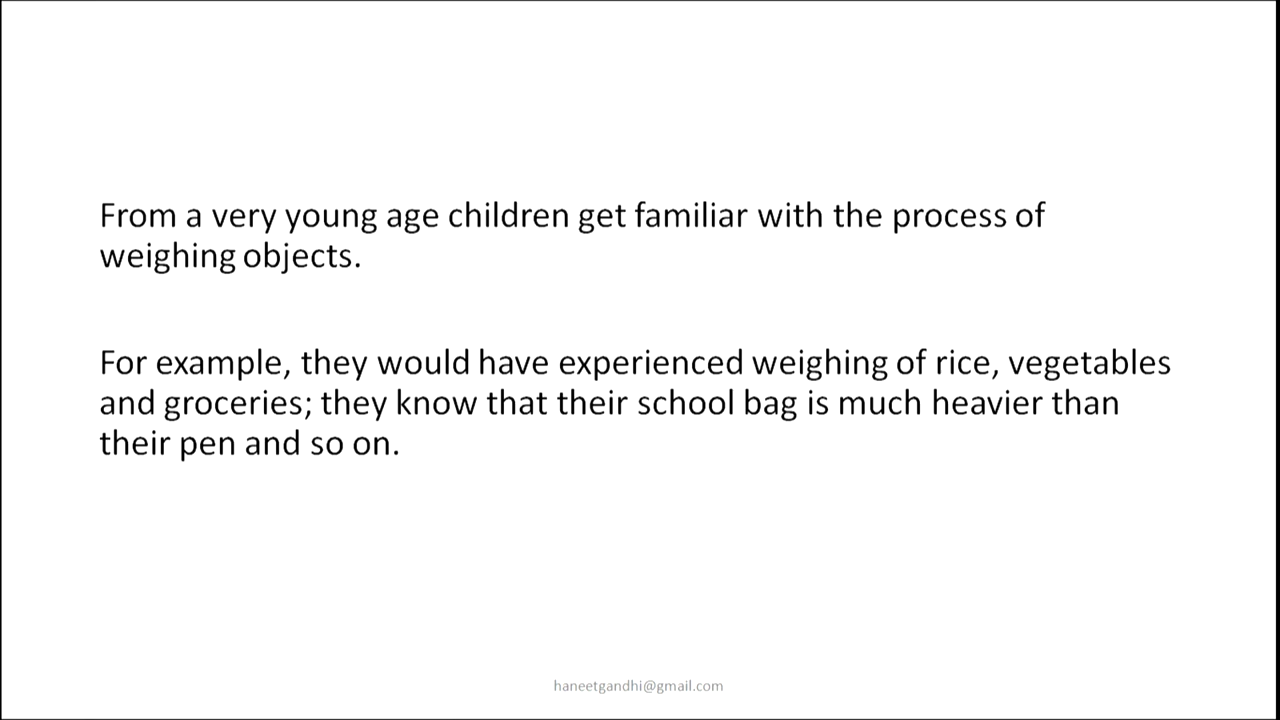 From a very young age children get familiar with the process of
weighing objects.
For example, they would have experienced weighing of rice, vegetables
and groceries; they know that their school bag is much heavier than
their pen and so on.
haneetgandhi@gmail.com